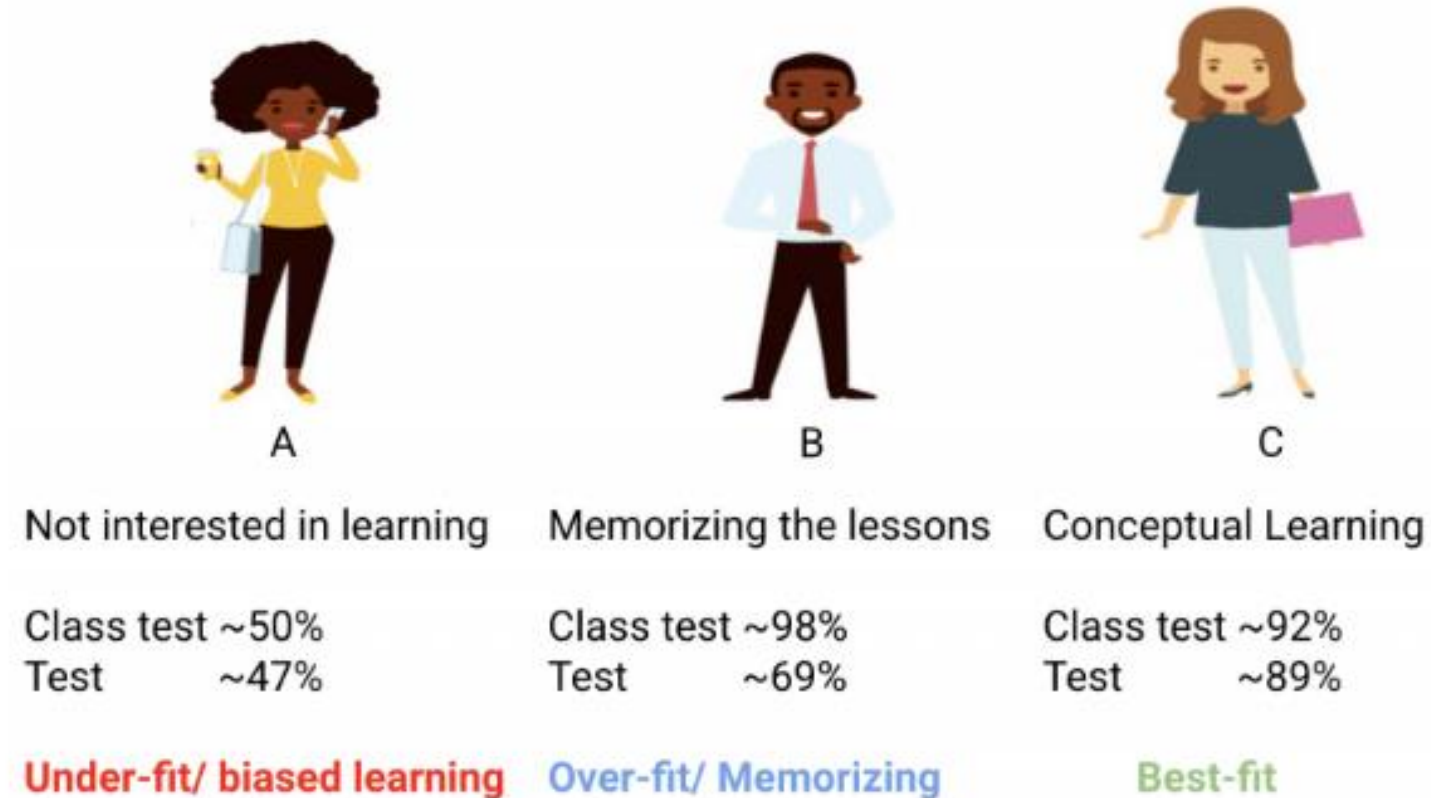 A
B
C
Not interested in learning
Memorizing the lessons
Conceptual Learning
Class test ~50%
Test ~47%
Class test ~98%
Test ~69%
Class test ~92%
Test ~89%
Under-fit/ biased learning
Over-fit/ Memorizing
Best-fit